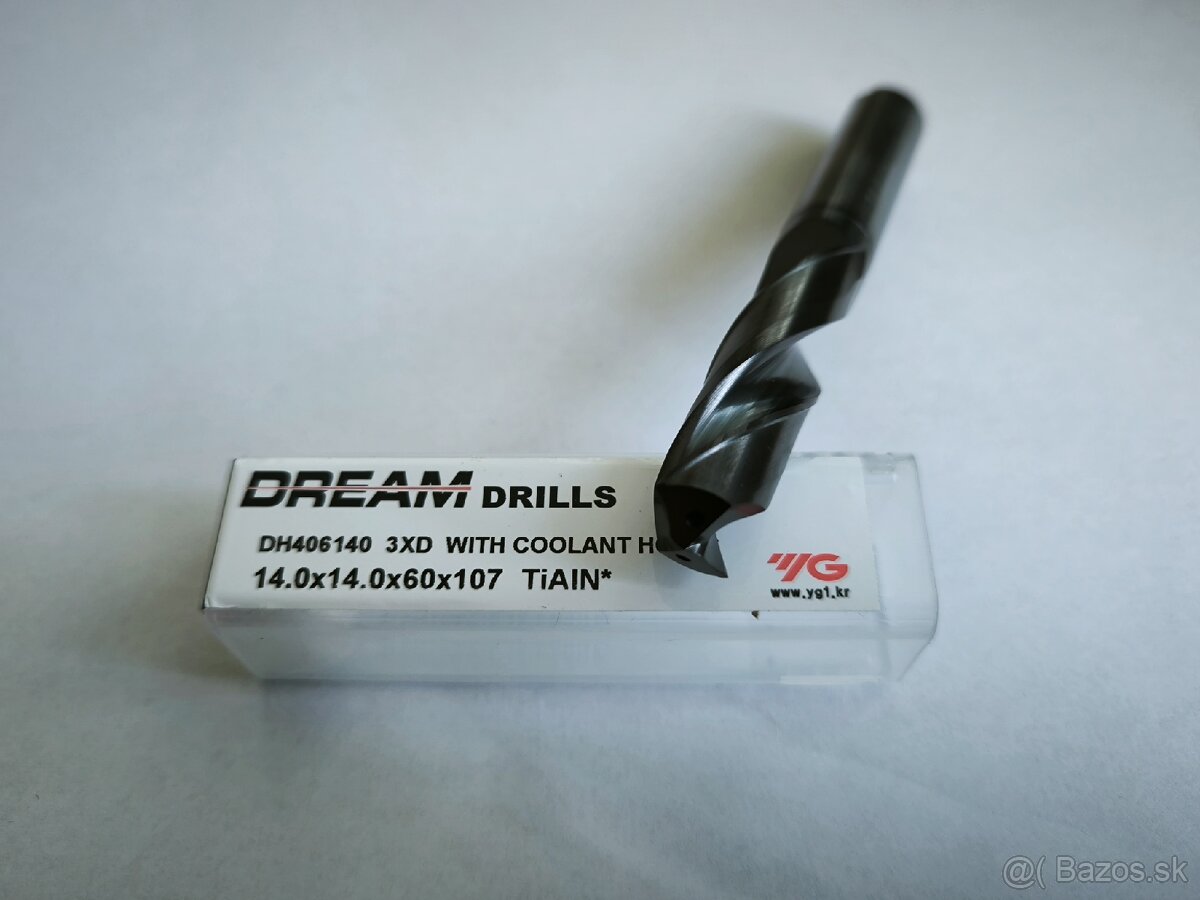 DREAM DRILLS
DH406140 3XD WITH COOLANT
14.0x14.0x60x107 TiAIN*
YG
www.yg1.kr
@( Bazos.sk